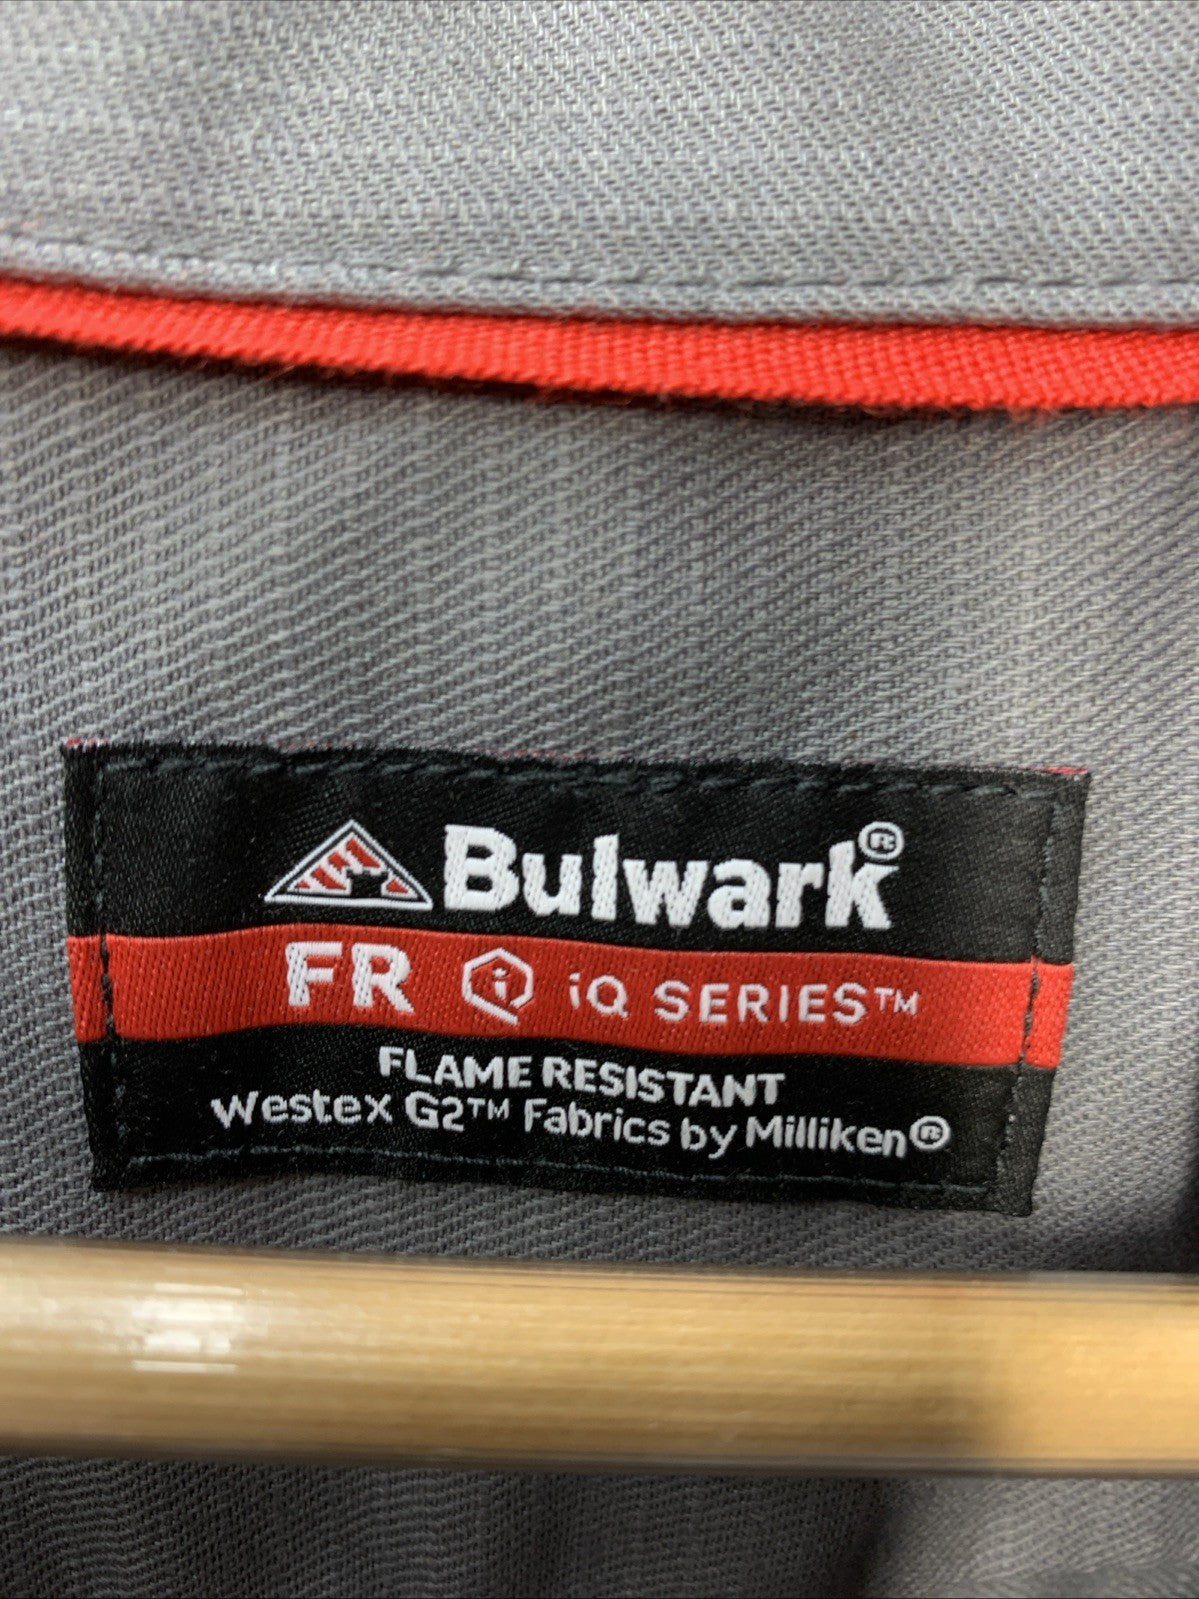 Bulwark®
FR i iQ SERIES™
FLAME RESISTANT
Westex G2™ Fabrics by Milliken®